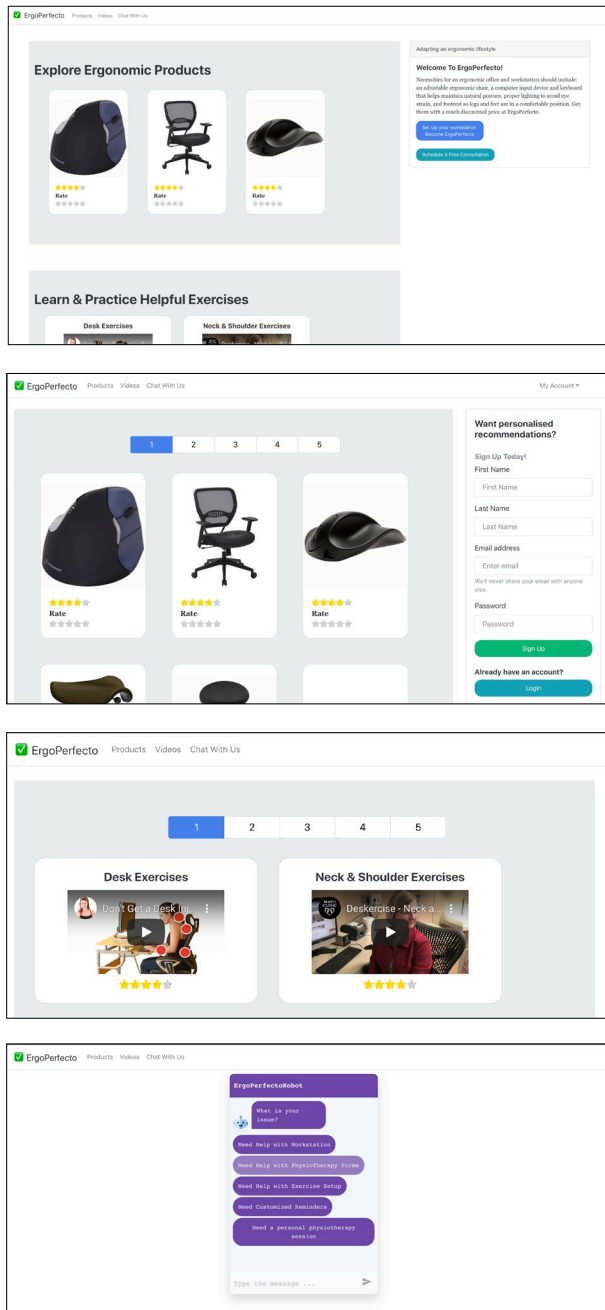 ErgoPerfecto Products Videos Chat With Us
Explore Ergonomic Products
Rate
Rate
Rate
Learn & Practice Helpful Exercises
Desk Exercises
Neck & Shoulder Exercises
Adapting an ergonomic lifestyle
Welcome To ErgoPerfecto!
Necessities for an ergonomic office and workstation should include:
an adjustable ergonomic chair, a computer input device and keyboard
that helps maintain natural posture, proper lighting to avoid eye
strain, and footrest so legs and feet are in a comfortable position. Get
them with a much discounted price at ErgoPerfecto.
Set Up your workstation
Become ErgoPerfecto
Schedule A Free Consultation
ErgoPerfecto Products Videos Chat With Us My Account
1 2 3 4 5
Rate
Rate
Rate
Want personalised
recommendations?
Sign Up Today!
First Name
First Name
Last Name
Last Name
Email address
Enter email
We'll never share your email with anyone
else.
Password
Password
Sign Up
Already have an account?
Login
ErgoPerfecto Products Videos Chat With Us
1 2 3 4 5
Desk Exercises
Don't Get a Desk Inj...
Neck & Shoulder Exercises
MAYO CLINIC
Deskercise - Neck a...
ErgoPerfecto Products Videos Chat With Us
ErgoPerfectoRobot
What is your
issue?
Need Help with Workstation
Need Help with PhysioTherapy Forms
Need Help with Exercise Setup
Need Customised Reminders
Need a personal physiotherapy
session
Type the message ...